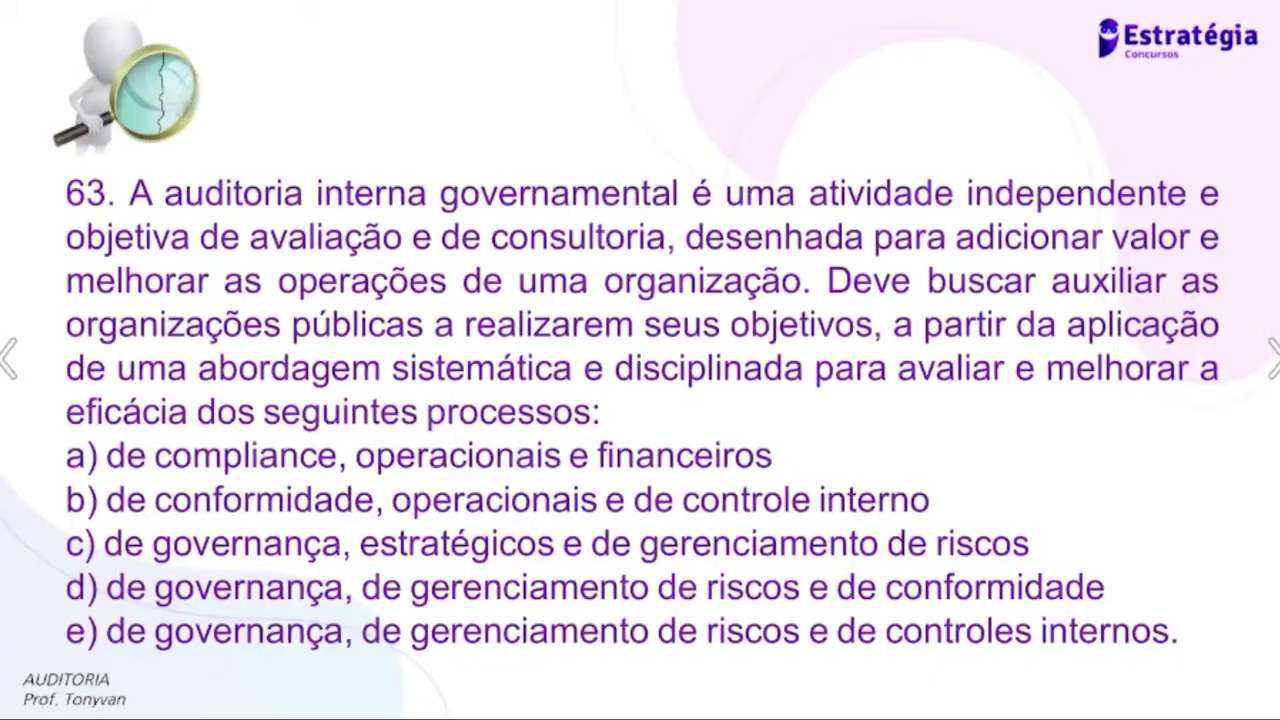 Estratégia
Concursos
63. A auditoria interna governamental é uma atividade independente e
objetiva de avaliação e de consultoria, desenhada para adicionar valor e
melhorar as operações de uma organização. Deve buscar auxiliar as
organizações públicas a realizarem seus objetivos, a partir da aplicação
de uma abordagem sistemática e disciplinada para avaliar e melhorar a
eficácia dos seguintes processos:
a) de compliance, operacionais e financeiros
b) de conformidade, operacionais e de controle interno
c) de governança, estratégicos e de gerenciamento de riscos
d) de governança, de gerenciamento de riscos e de conformidade
e) de governança, de gerenciamento de riscos e de controles internos.
AUDITORIA
Prof. Tonyvan